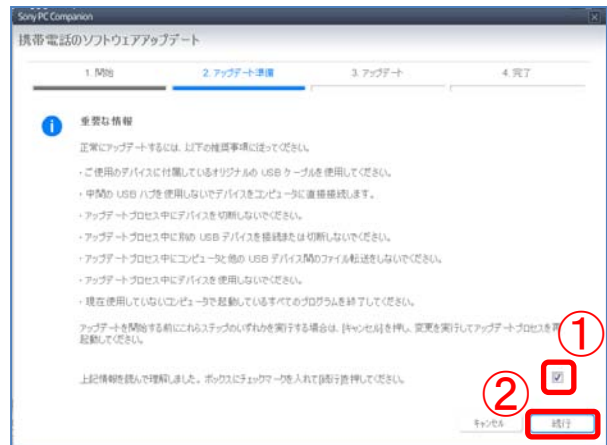 Sony PC Companion
携帯電話のソフトウェアアップデート
1. 開始
2. アップデート準備
3. アップデート
4. 完了
重要な情報
正常にアップデートするには、以下の推奨事項に従ってください。
・ご使用のデバイスに付属しているオリジナルの USB ケーブルを使用してください。
・中間の USB ハブを使用しないでデバイスをコンピュータに直接接続します。
・アップデートプロセス中にデバイスを切断しないでください。
・アップデートプロセス中に別の USB デバイスを接続または切断しないでください。
・アップデートプロセス中にコンピュータと他の USB デバイス間のファイル転送をしないでください。
・アップデートプロセス中にデバイスを使用しないでください。
・現在使用していないコンピュータで起動しているすべてのプログラムを終了してください。
アップデートを開始する前にこれらステップのいずれかを実行する場合は、[キャンセル]を押し、変更を実行してアップデートプロセスを再
起動してください。
①
上記情報を読んで理解しました。ボックスにチェックマークを入れて[続行]を押してください。
②
キャンセル
続行